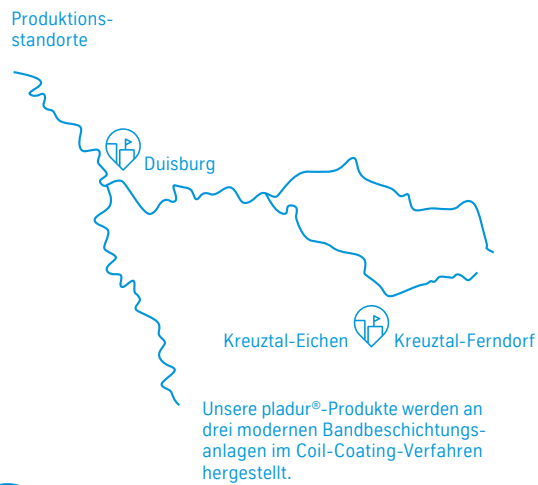 Produktions-
standorte
Duisburg
Kreuztal-Eichen
Kreuztal-Ferndorf
Unsere pladur®-Produkte werden an
drei modernen Bandbeschichtungs-
anlagen im Coil-Coating-Verfahren
hergestellt.